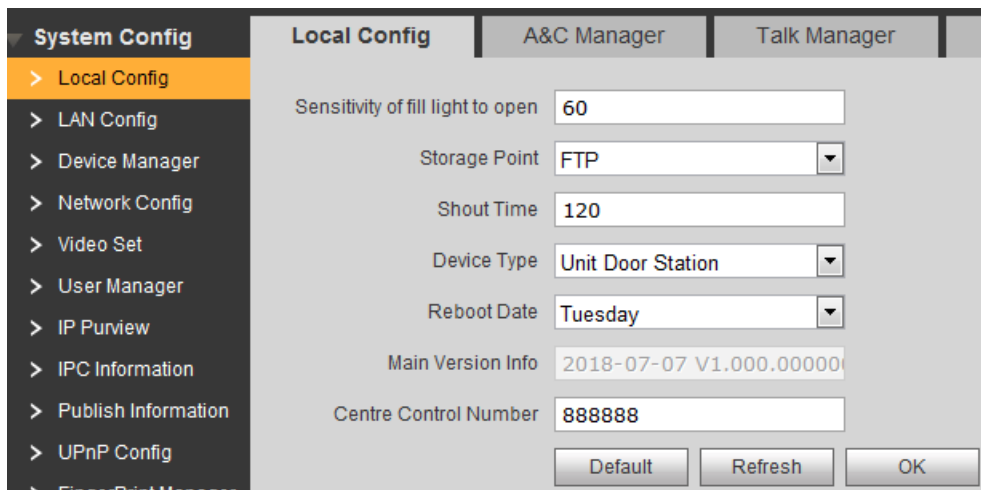 System Config
Local Config
A&C Manager
Talk Manager
Local Config
LAN Config
Device Manager
Network Config
Video Set
User Manager
IP Purview
IPC Information
Publish Information
UPnP Config
FingerPrint Manager
Sensitivity of fill light to open 60
Storage Point FTP
Shout Time 120
Device Type Unit Door Station
Reboot Date Tuesday
Main Version Info 2018-07-07 V1.000.000000
Centre Control Number 888888
Default Refresh OK